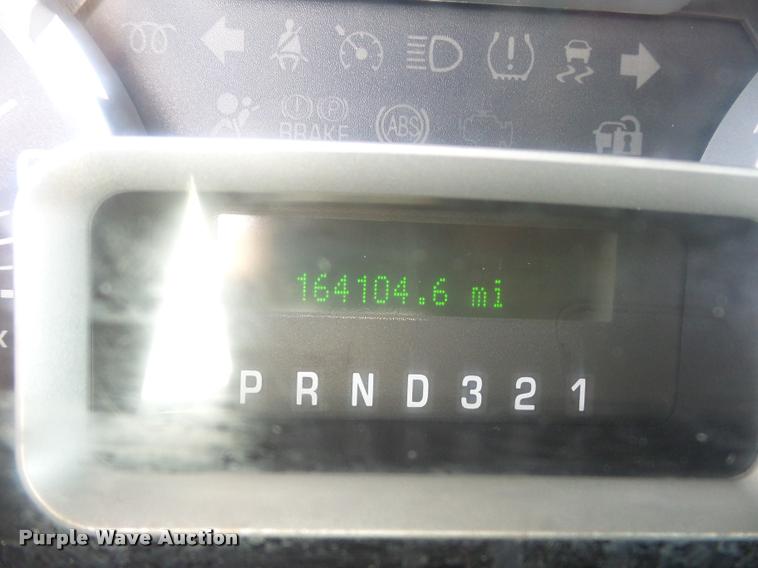 BRAKE ABS
164104.6 mi
P R N D 3 2 1
Purple Wave Auction